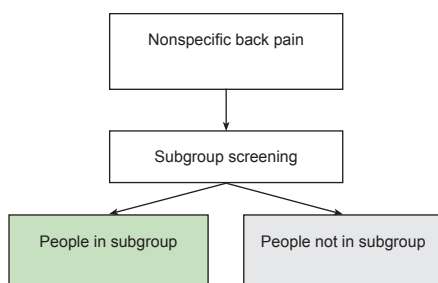 Nonspecific back pain
Subgroup screening
People in subgroup
People not in subgroup